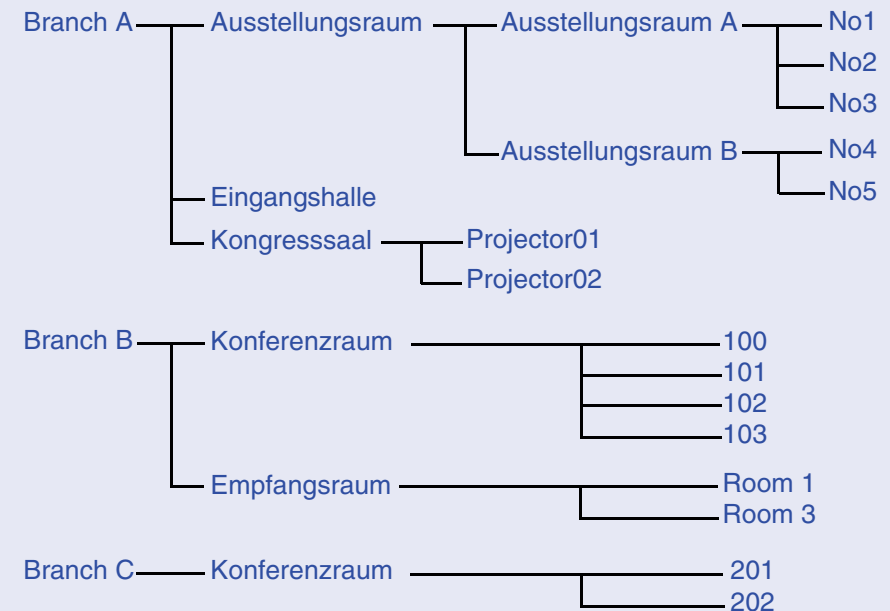 Branch A Ausstellungsraum Ausstellungsraum A No1
No2
No3
Ausstellungsraum B No4
No5
Eingangshalle
Kongresssaal Projector01
Projector02
Branch B Konferenzraum 100
101
102
103
Empfangsraum Room 1
Room 3
Branch C Konferenzraum 201
202